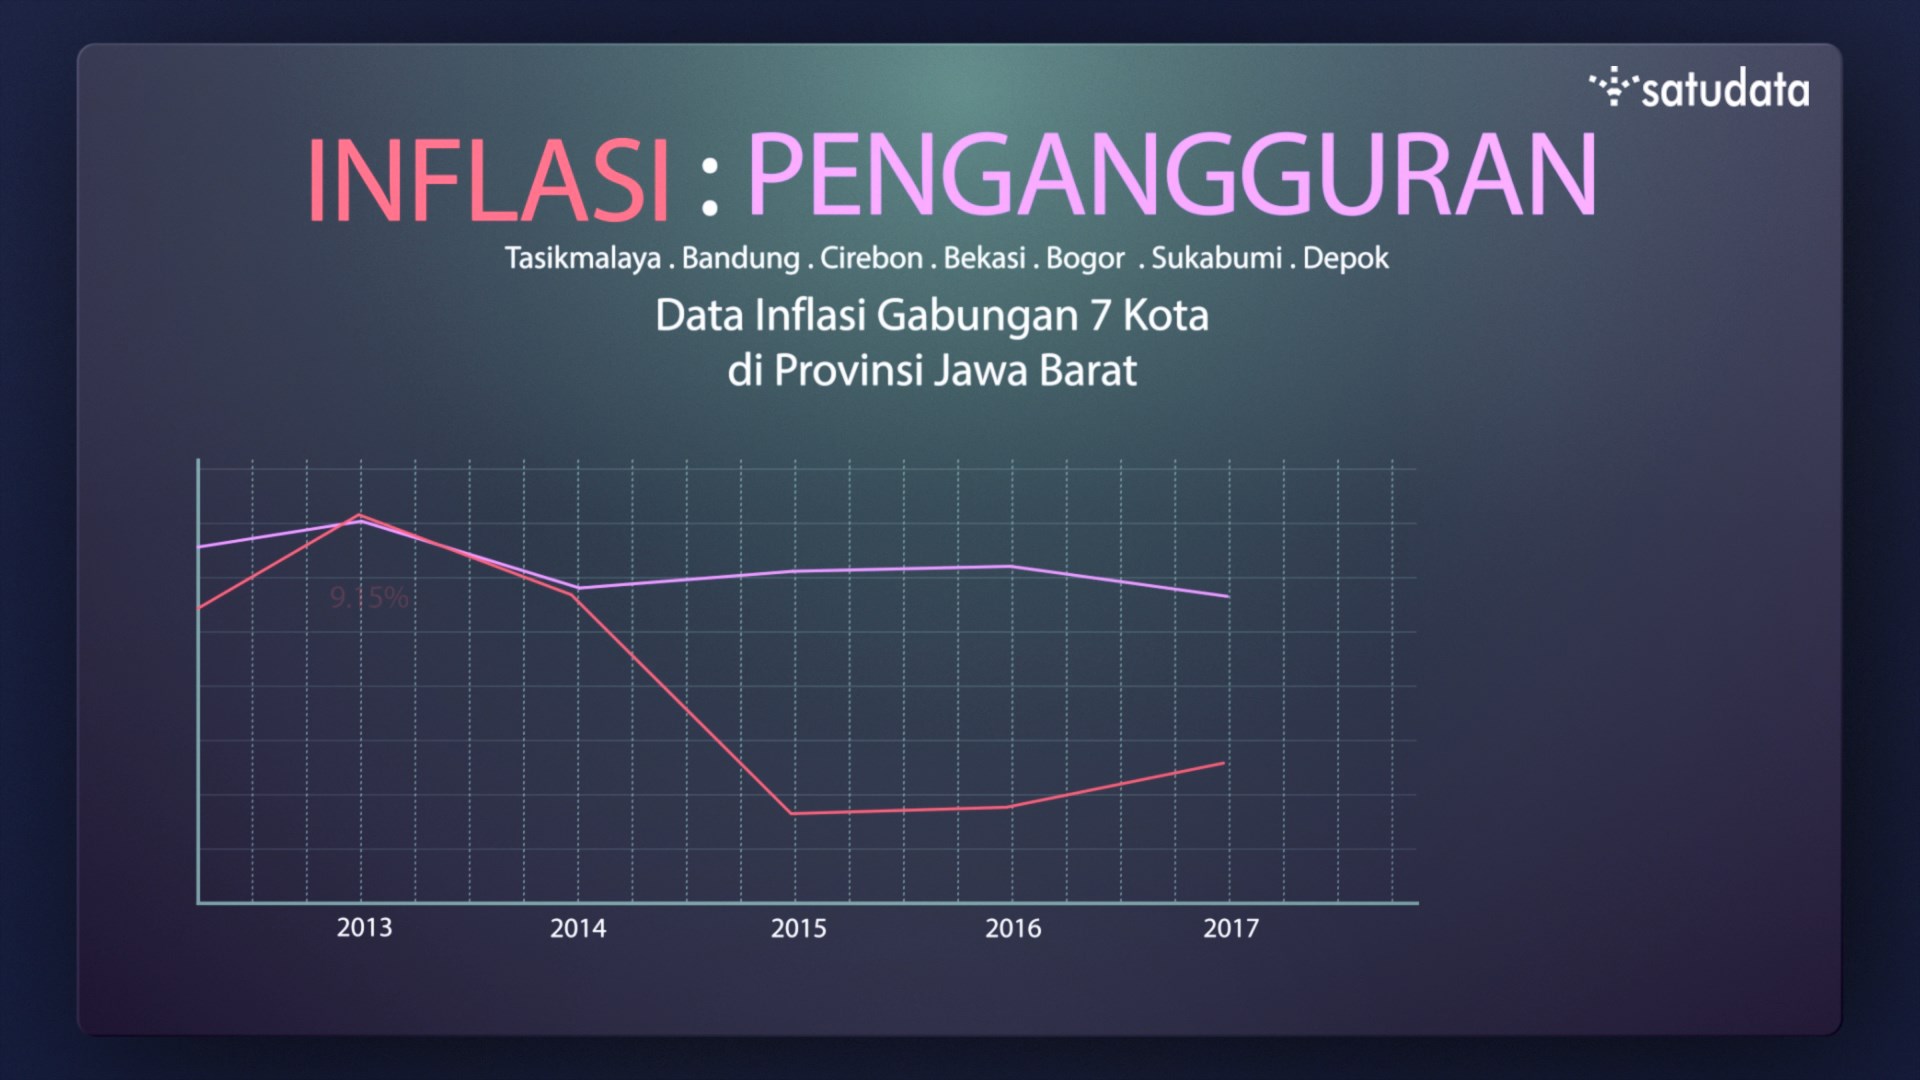 satudata
INFLASI : PENGANGGURAN
Tasikmalaya . Bandung . Cirebon . Bekasi . Bogor . Sukabumi . Depok
Data Inflasi Gabungan 7 Kota
di Provinsi Jawa Barat
9.15%
2013 2014 2015 2016 2017